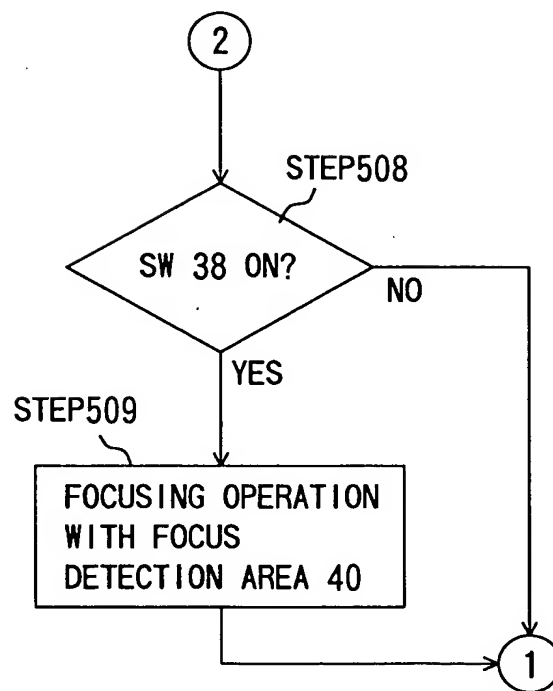 2
STEP508
SW 38 ON?
NO
YES
STEP509
FOCUSING OPERATION
WITH FOCUS
DETECTION AREA 40
1